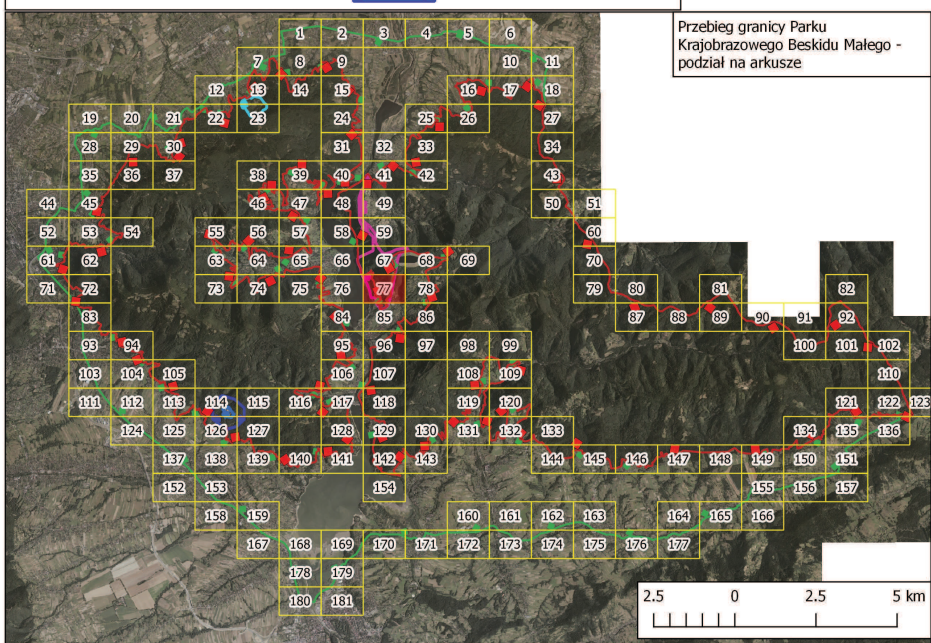 Przebieg granicy Parku
Krajobrazowego Beskidu Małego -
podział na arkusze
1 2 3 4 5 6
7 8 9 10 11
12 13 14 15 16 17 18
19 20 21 22 23 24 25 26 27
28 29 30 31 32 33 34
35 36 37 38 39 40 41 42 43
44 45 46 47 48 49 50 51
52 53 54 55 56 57 58 59 60
61 62 63 64 65 66 67 68 69 70
71 72 73 74 75 76 77 78 79 80 81 82
83 84 85 86 87 88 89 90 91 92
93 94 95 96 97 98 99 100 101 102
103 104 105 106 107 108 109 110
111 112 113 114 115 116 117 118 119 120 121 122 123
124 125 126 127 128 129 130 131 132 133 134 135 136
137 138 139 140 141 142 143 144 145 146 147 148 149 150 151
152 153 154 155 156 157
158 159 160 161 162 163 164 165 166
167 168 169 170 171 172 173 174 175 176 177
178 179
180 181
2.5 0 2.5 5 km